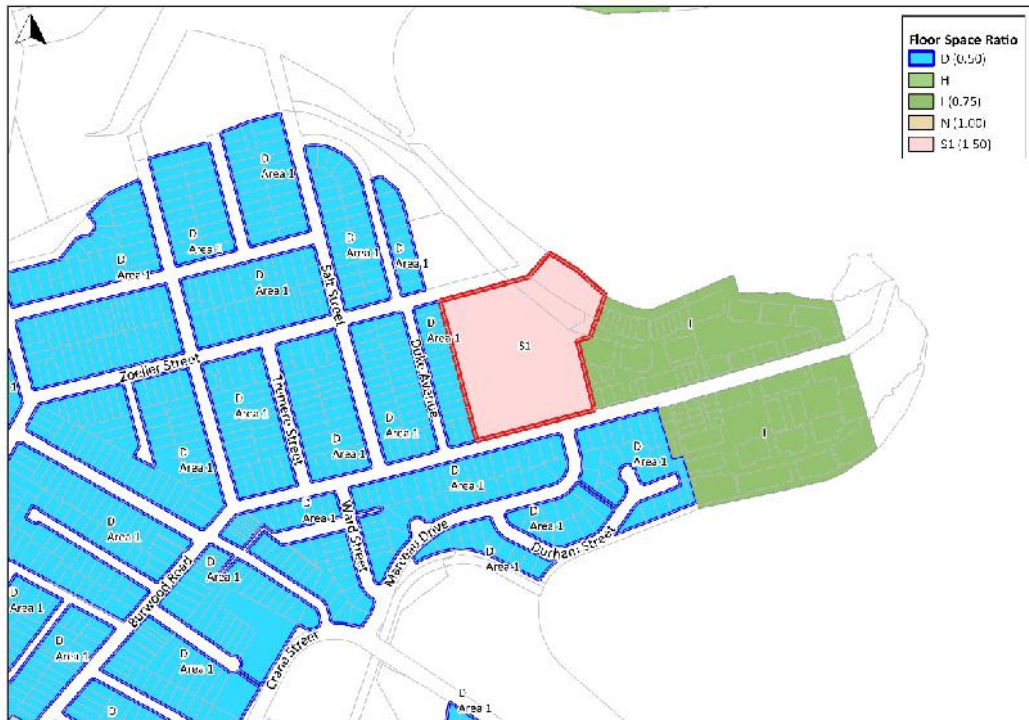 Floor Space Ratio
D (0.50)
H
I (0.75)
N (1.00)
S1 (1.50)
D
Area 1
D
Area 1
D
Area 1
D
Area 1
D
Area 1
D
Area 1
Salt Street
D
Area 1
S1
I
Duke Avenue
Zoeller Street
D
Area 1
D
Area 1
D
Area 1
D
Area 1
D
Area 1
D
Area 1
D
Area 1
I
D
Area 1
Ward Street
D
Area 1
D
Area 1
Durham Street
D
Area 1
Burwood Road
D
Area 1
D
Area 1
D
Area 1
Crane Street
D
Area 1
D
Area 1
D
D
Area 1